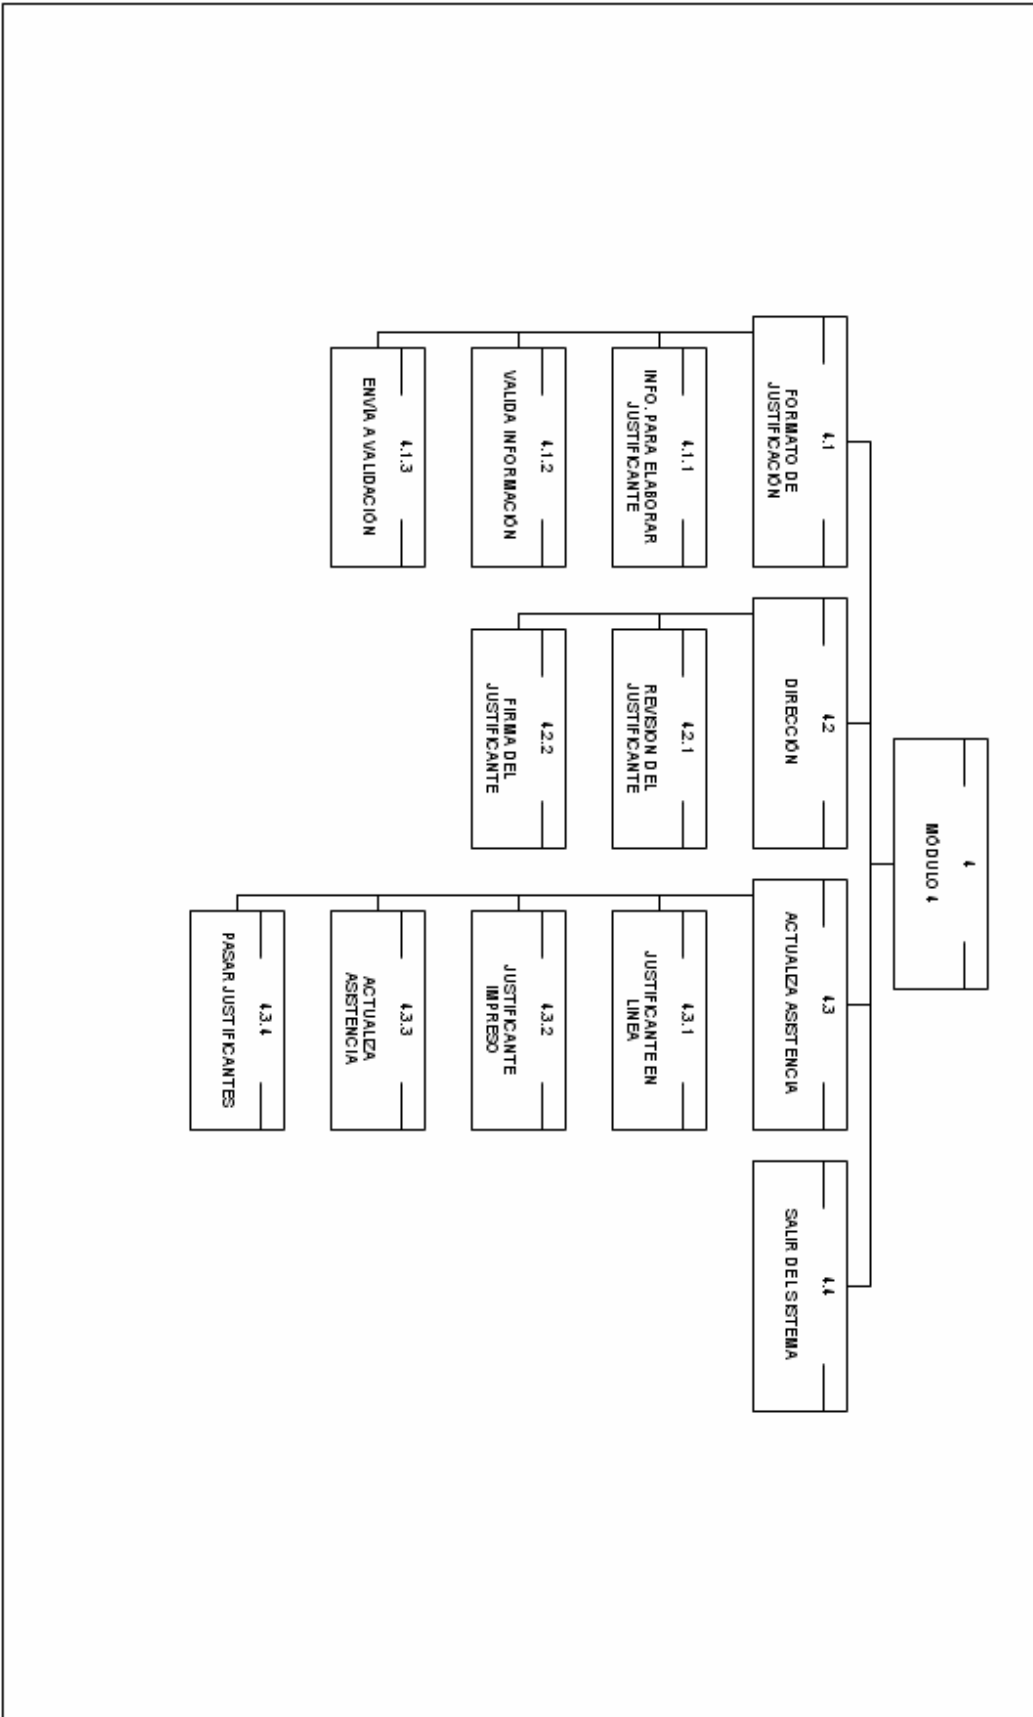 4
MÓDULO 4
4.1
FORMATO DE
JUSTIFICACIÓN
4.2
DIRECCIÓN
4.3
ACTUALIZA ASISTENCIA
4.4
SALIR DEL SISTEMA
4.1.1
INFO. PARA ELABORAR
JUSTIFICANTE
4.2.1
REVISION DEL
JUSTIFICANTE
4.3.1
JUSTIFICANTE EN
LINEA
4.1.2
VALIDA INFORMACIÓN
4.2.2
FIRMA DEL
JUSTIFICANTE
4.3.2
JUSTIFICANTE
IMPRESO
4.1.3
ENVÍA A VALIDACIÓN
4.3.3
ACTUALIZA
ASISTENCIA
4.3.4
PASAR JUSTIFICANTES